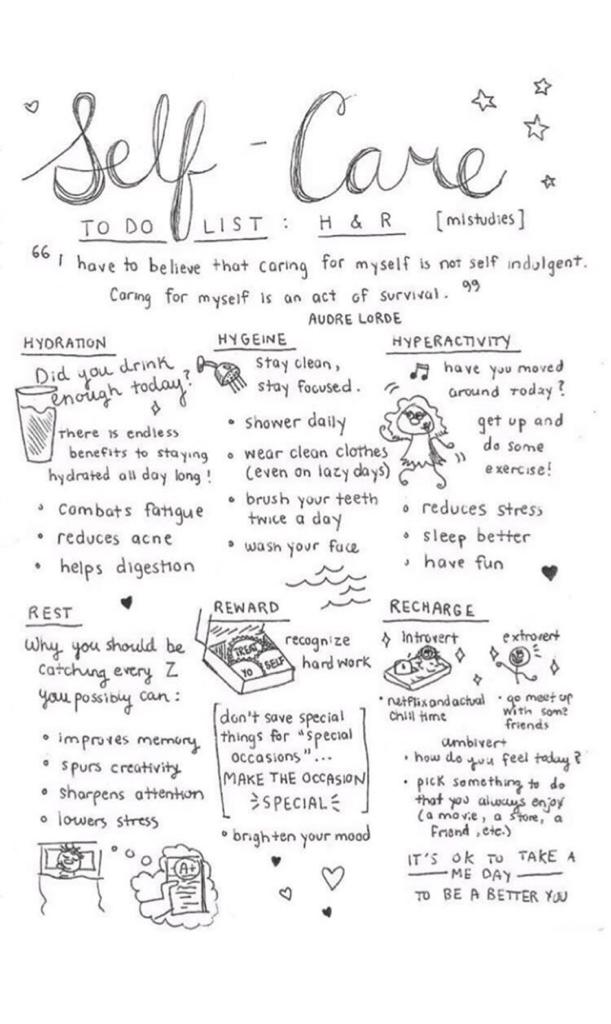 Self-Care
TO DO LIST : H & R [mlstudies]
“ I have to believe that caring for myself is not self indulgent.
Caring for myself is an act of survival. ”
AUDRE LORDE
HYDRATION
Did you drink
enough today?
There is endless
benefits to staying
hydrated all day long!
• combats fatigue
• reduces acne
• helps digestion
HYGEINE
stay clean,
stay focused.
• shower daily
• wear clean clothes
(even on lazy days)
• brush your teeth
twice a day
• wash your face
HYPERACTIVITY
have you moved
around today?
get up and
do some
exercise!
• reduces stress
• sleep better
• have fun
REST
Why you should be
catching every Z
you possibly can:
• improves memory
• spurs creativity
• sharpens attention
• lowers stress
A+
REWARD
TREAT
YO SELF
recognize
hard work
[don't save special
things for "special
occasions"...
MAKE THE OCCASION
SPECIAL]
• brighten your mood
RECHARGE
introvert
• netflix and actual
chill time
extrovert
• go meet up
with some
friends
ambivert
• how do you feel today?
• pick something to do
that you always enjoy
(a movie, a store, a
friend, etc.)
IT'S OK TO TAKE A
ME DAY
TO BE A BETTER YOU